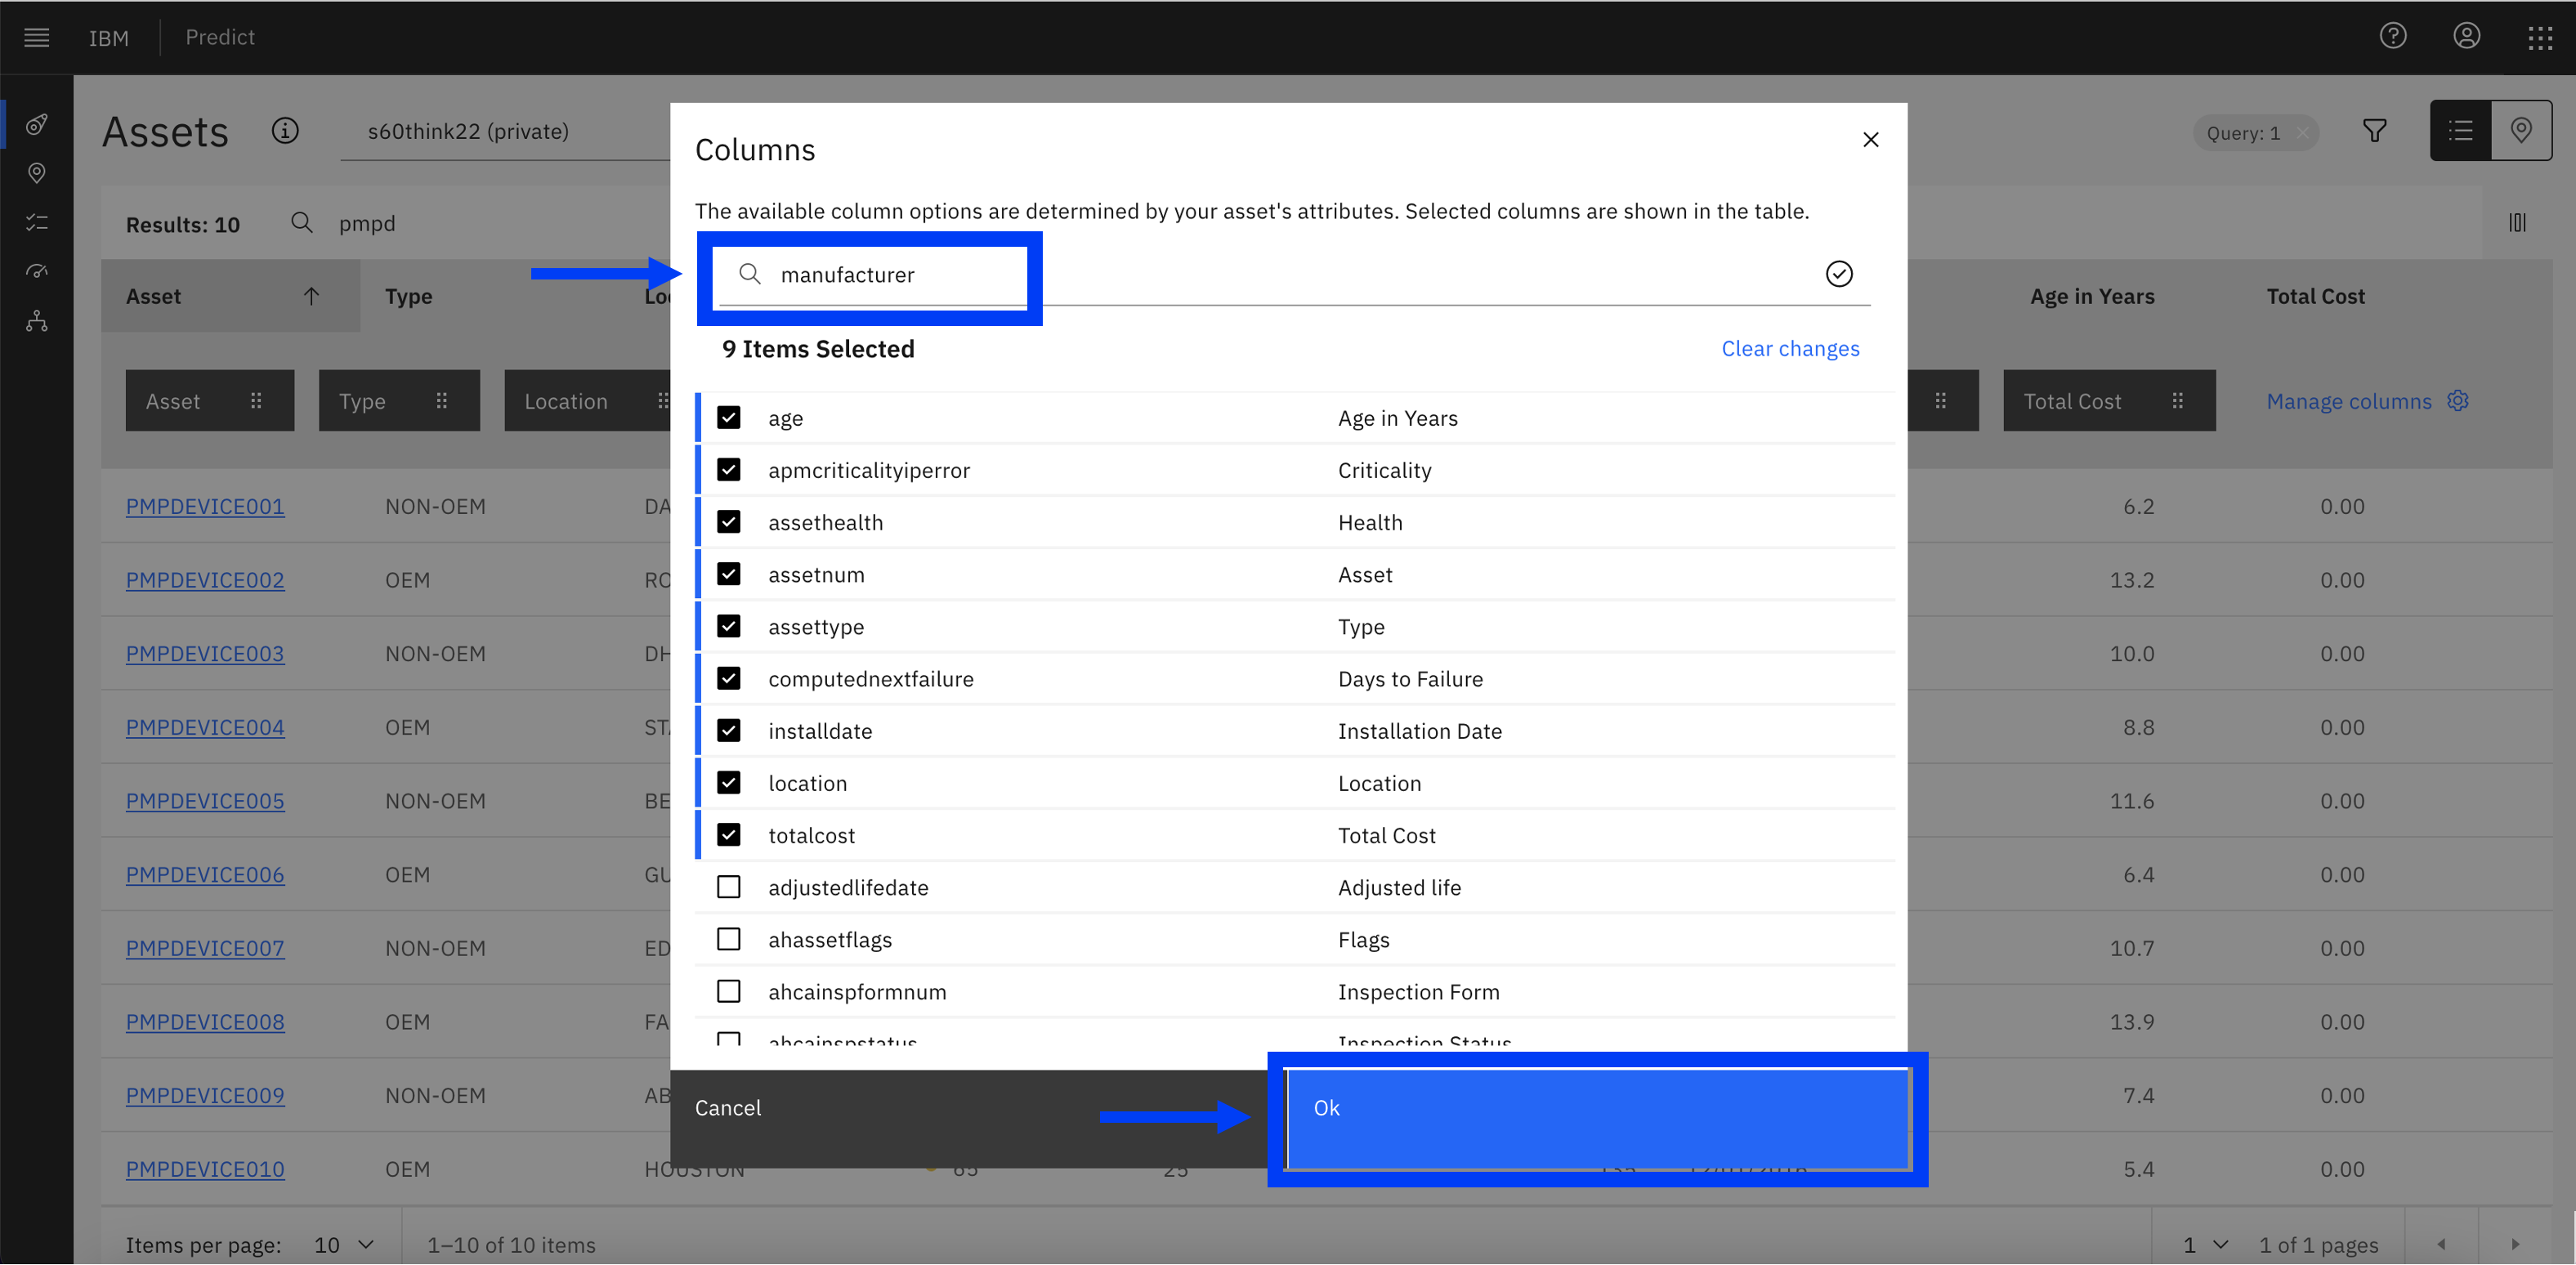 IBM Predict
Assets s60think22 (private) Query: 1
Columns
The available column options are determined by your asset's attributes. Selected columns are shown in the table.
Results: 10 pmpd
manufacturer
Asset Type Age in Years Total Cost
9 Items Selected Clear changes
Asset Type Location Total Cost Manage columns
age Age in Years
apmcriticalityiperror Criticality
assethealth Health
assetnum Asset
assettype Type
computednextfailure Days to Failure
installdate Installation Date
location Location
totalcost Total Cost
adjustedlifedate Adjusted life
ahassetflags Flags
ahcainspformnum Inspection Form
ahcainspstatus Inspection Status
Cancel Ok
PMPDEVICE001 NON-OEM DA 6.2 0.00
PMPDEVICE002 OEM RO 13.2 0.00
PMPDEVICE003 NON-OEM DH 10.0 0.00
PMPDEVICE004 OEM STA 8.8 0.00
PMPDEVICE005 NON-OEM BE 11.6 0.00
PMPDEVICE006 OEM GU 6.4 0.00
PMPDEVICE007 NON-OEM ED 10.7 0.00
PMPDEVICE008 OEM FA 13.9 0.00
PMPDEVICE009 NON-OEM AB 7.4 0.00
PMPDEVICE010 OEM HOUSTON 65 25 5.4 0.00
Items per page: 10 1–10 of 10 items 1 1 of 1 pages